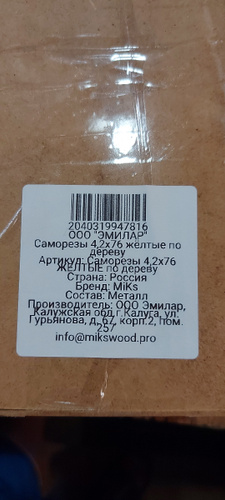 2040319947816
ООО "ЭМИЛАР"
Саморезы 4,2х76 желтые по
дереву
Артикул: Саморезы 4,2х76
ЖЕЛТЫЕ по дереву
Страна: Россия
Бренд: MiKs
Состав: Металл
Производитель: ООО Эмилар,
Калужская обл г.Калуга, ул.
Гурьянова, д. 67, корп.2, пом.
257
info@mikswood.pro